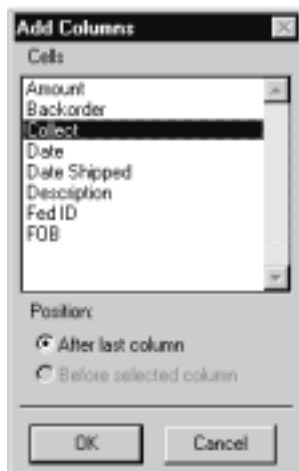 Add Columns
Cells
Amount
Backorder
Collect
Date
Date Shipped
Description
Fed ID
FOB
Position:
After last column
Before selected column
OK
Cancel